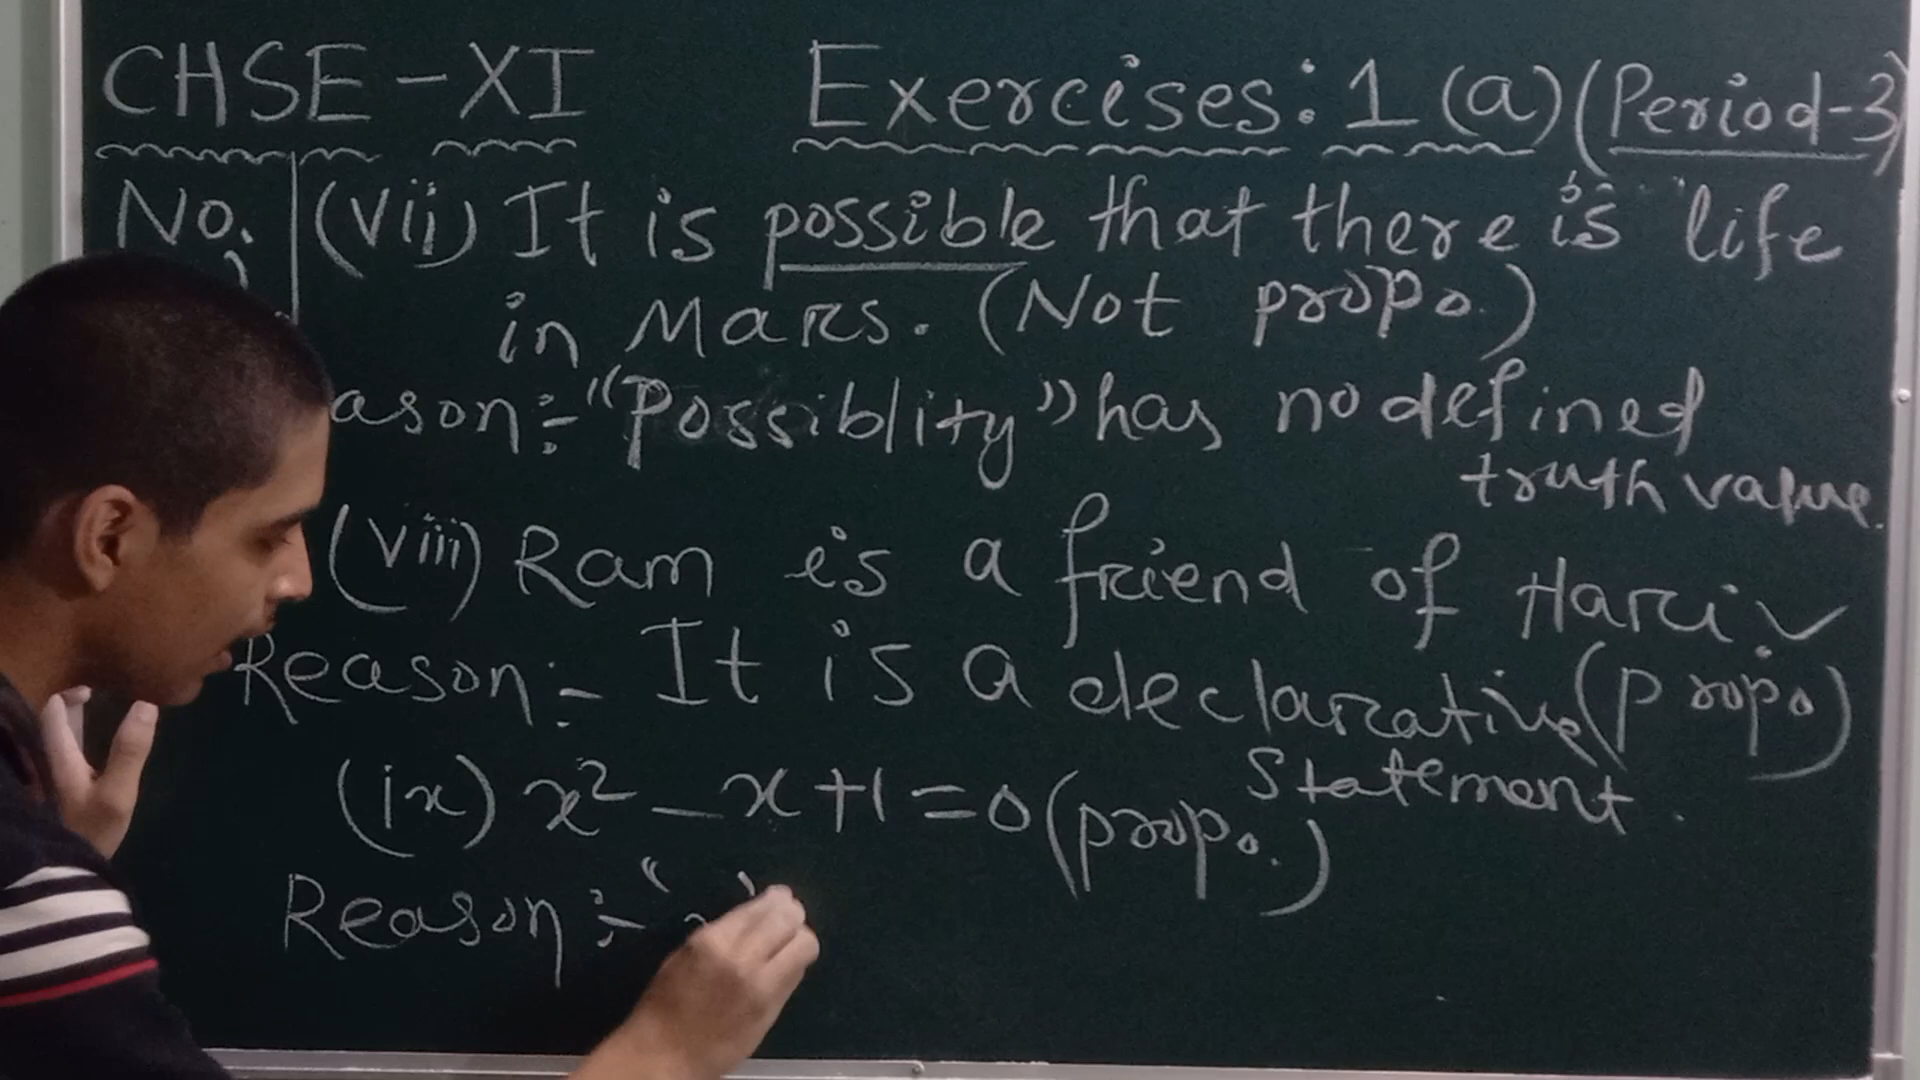 CHSE-XI Exercises: 1 (a) (Period-3)
No. (vii) It is possible that there is life
1 in Mars. (Not propo.)
ason:- "Possiblity" has no defined
truth value.
(viii) Ram is a friend of Hari ✓
Reason:- It is a declarative (propo)
Statement.
(ix) x² - x + 1 = 0 (propo.)
Reason:- "